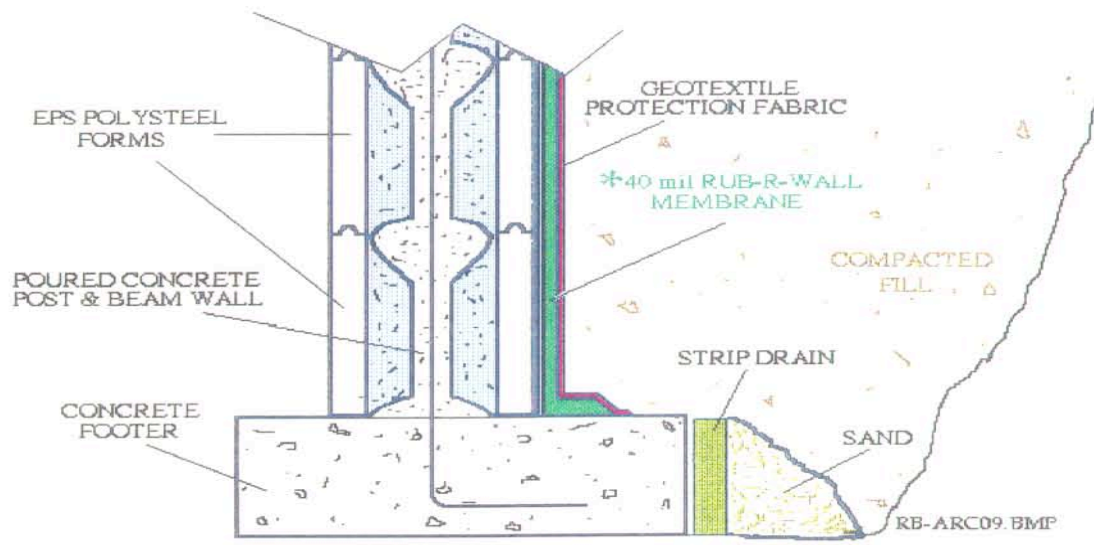 EPS POLYSTEEL
FORMS
GEOTEXTILE
PROTECTION FABRIC
*40 mil RUB-R-WALL
MEMBRANE
POURED CONCRETE
POST & BEAM WALL
COMPACTED
FILL
STRIP DRAIN
CONCRETE
FOOTER
SAND
RB-ARC09.BMP